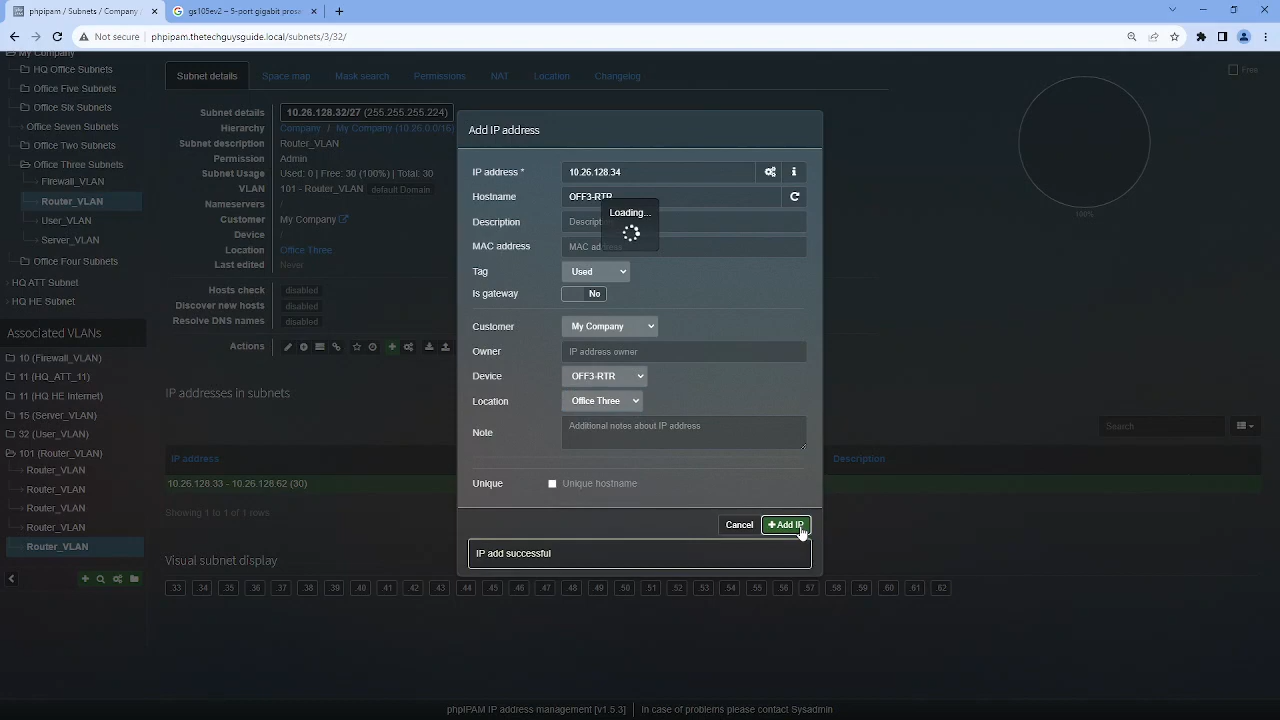 phpipam / Subnets / Company /
gs105ev2 – 5-port gigabit prose
Not secure
phpipam.thetechguysguide.local/subnets/3/32/
My Company
HQ Office Subnets
Office Five Subnets
Office Six Subnets
Office Seven Subnets
Office Two Subnets
Office Three Subnets
Firewall_VLAN
Router_VLAN
User_VLAN
Server_VLAN
Office Four Subnets
HQ ATT Subnet
HQ HE Subnet
Associated VLANs
10 (Firewall_VLAN)
11 (HQ_ATT_11)
11 (HQ HE Internet)
15 (Server_VLAN)
32 (User_VLAN)
101 (Router_VLAN)
Router_VLAN
Router_VLAN
Router_VLAN
Router_VLAN
Router_VLAN
Subnet details
Space map
Mask search
Permissions
NAT
Location
Changelog
Subnet details 10.26.128.32/27 (255.255.255.224)
Hierarchy Company / My Company (10.26.0.0/16)
Subnet description Router_VLAN
Permission Admin
Subnet Usage Used: 0 | Free: 30 (100%) | Total: 30
VLAN 101 - Router_VLAN default Domain
Nameservers /
Customer My Company
Device /
Location Office Three
Last edited Never
Hosts check disabled
Discover new hosts disabled
Resolve DNS names disabled
Actions
Free
100%
IP addresses in subnets
Search
IP address
Description
10.26.128.33 - 10.26.128.62 (30)
Showing 1 to 1 of 1 rows
Visual subnet display
.33 .34 .35 .36 .37 .38 .39 .40 .41 .42 .43 .44 .45 .46 .47 .48 .49 .50 .51 .52 .53 .54 .55 .56 .57 .58 .59 .60 .61 .62
Add IP address
IP address * 10.26.128.34
Hostname OFF3-RTR
Loading...
Description
MAC address MAC address
Tag Used
Is gateway No
Customer My Company
Owner IP address owner
Device OFF3-RTR
Location Office Three
Note Additional notes about IP address
Unique Unique hostname
Cancel
+ Add IP
IP add successful
phpIPAM IP address management [v1.5.3] | In case of problems please contact Sysadmin